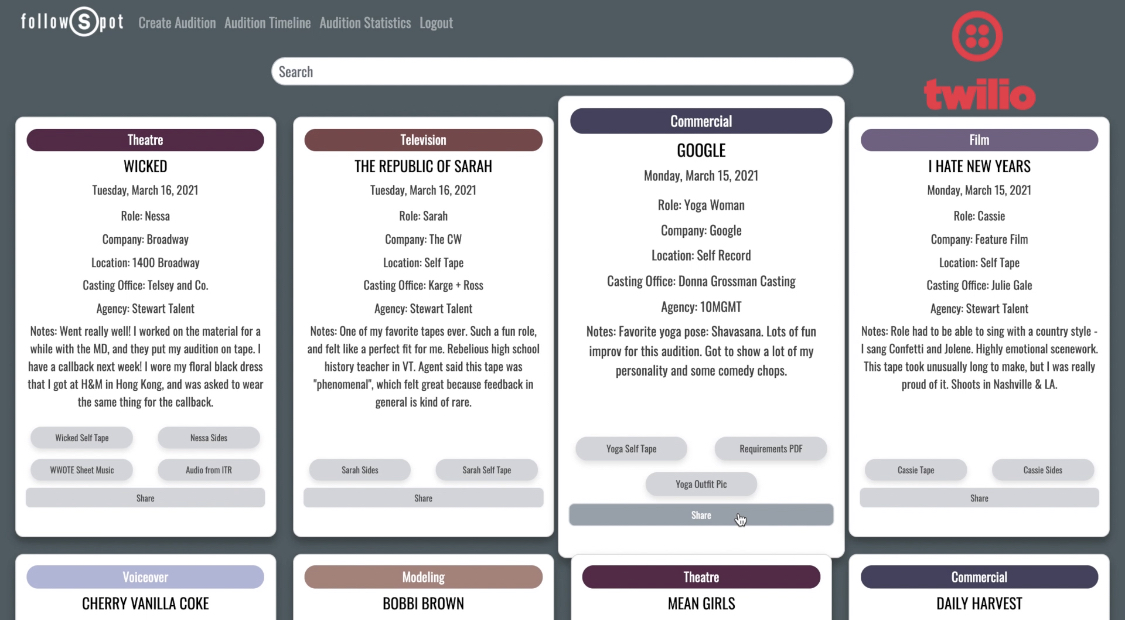 followSpot Create Audition Audition Timeline Audition Statistics Logout
twilio
Search
Theatre
WICKED
Tuesday, March 16, 2021
Role: Nessa
Company: Broadway
Location: 1400 Broadway
Casting Office: Telsey and Co.
Agency: Stewart Talent
Notes: Went really well! I worked on the material for a
while with the MD, and they put my audition on tape. I
have a callback next week! I wore my floral black dress
that I got at H&M in Hong Kong, and was asked to wear
the same thing for the callback.
Wicked Self Tape Nessa Sides
WWOTE Sheet Music Audio from ITR
Share
Television
THE REPUBLIC OF SARAH
Tuesday, March 16, 2021
Role: Sarah
Company: The CW
Location: Self Tape
Casting Office: Karge + Ross
Agency: Stewart Talent
Notes: One of my favorite tapes ever. Such a fun role,
and felt like a perfect fit for me. Rebelious high school
history teacher in VT. Agent said this tape was
"phenomenal", which felt great because feedback in
general is kind of rare.
Sarah Sides Sarah Self Tape
Share
Commercial
GOOGLE
Monday, March 15, 2021
Role: Yoga Woman
Company: Google
Location: Self Record
Casting Office: Donna Grossman Casting
Agency: 10MGMT
Notes: Favorite yoga pose: Shavasana. Lots of fun
improv for this audition. Got to show a lot of my
personality and some comedy chops.
Yoga Self Tape Requirements PDF
Yoga Outfit Pic
Share
Film
I HATE NEW YEARS
Monday, March 15, 2021
Role: Cassie
Company: Feature Film
Location: Self Tape
Casting Office: Julie Gale
Agency: Stewart Talent
Notes: Role had to be able to sing with a country style -
I sang Confetti and Jolene. Highly emotional scenework.
This tape took unusually long to make, but I was really
proud of it. Shoots in Nashville & LA.
Cassie Tape Cassie Sides
Share
Voiceover
CHERRY VANILLA COKE
Modeling
BOBBI BROWN
Theatre
MEAN GIRLS
Commercial
DAILY HARVEST